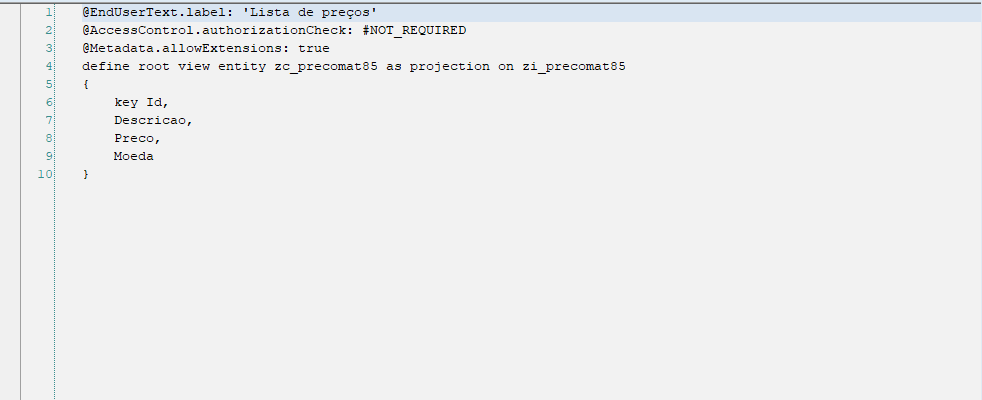 1 @EndUserText.label: 'Lista de preços'
2 @AccessControl.authorizationCheck: #NOT_REQUIRED
3 @Metadata.allowExtensions: true
4 define root view entity zc_precomat85 as projection on zi_precomat85
5 {
6     key Id,
7     Descricao,
8     Preco,
9     Moeda
10 }